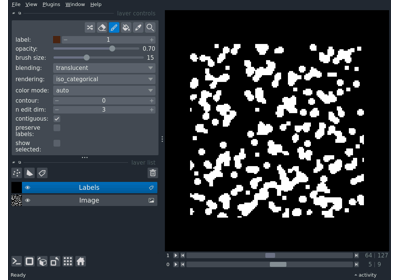 File View Plugins Window Help
layer controls
label: 1
opacity: 0.70
brush size: 15
blending: translucent
rendering: iso_categorical
color mode: auto
contour: 0
n edit dim: 3
contiguous:
preserve
labels:
show
selected:
layer list
Labels
Image
1 64 127
0 5 9
Ready
activity